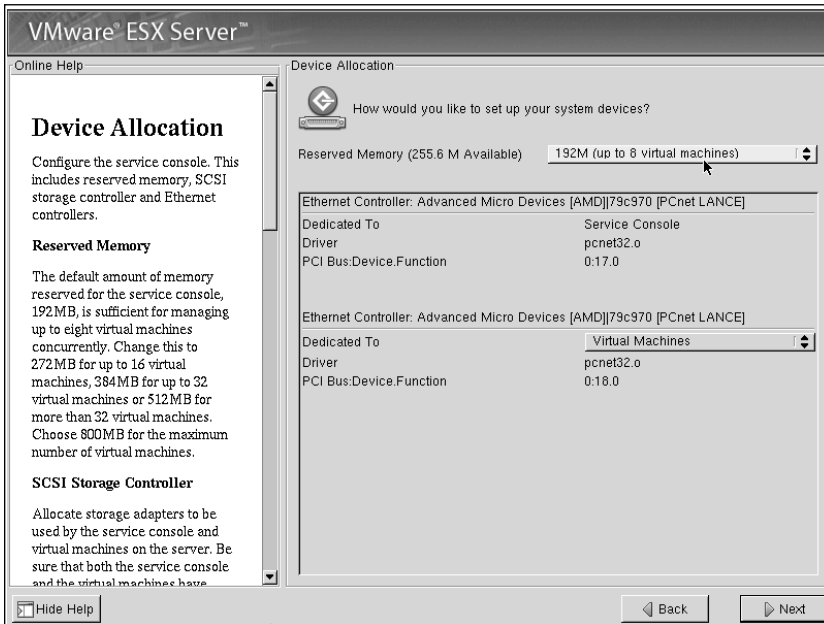 VMware® ESX Server™
Online Help
Device Allocation
Configure the service console. This
includes reserved memory, SCSI
storage controller and Ethernet
controllers.
Reserved Memory
The default amount of memory
reserved for the service console,
192MB, is sufficient for managing
up to eight virtual machines
concurrently. Change this to
272MB for up to 16 virtual
machines, 384MB for up to 32
virtual machines or 512MB for
more than 32 virtual machines.
Choose 800MB for the maximum
number of virtual machines.
SCSI Storage Controller
Allocate storage adapters to be
used by the service console and
virtual machines on the server. Be
sure that both the service console
and the virtual machines have
Device Allocation
How would you like to set up your system devices?
Reserved Memory (255.6 M Available) 192M (up to 8 virtual machines)
Ethernet Controller: Advanced Micro Devices [AMD]|79c970 [PCnet LANCE]
Dedicated To Service Console
Driver pcnet32.o
PCI Bus:Device.Function 0:17.0
Ethernet Controller: Advanced Micro Devices [AMD]|79c970 [PCnet LANCE]
Dedicated To Virtual Machines
Driver pcnet32.o
PCI Bus:Device.Function 0:18.0
Hide Help
Back
Next